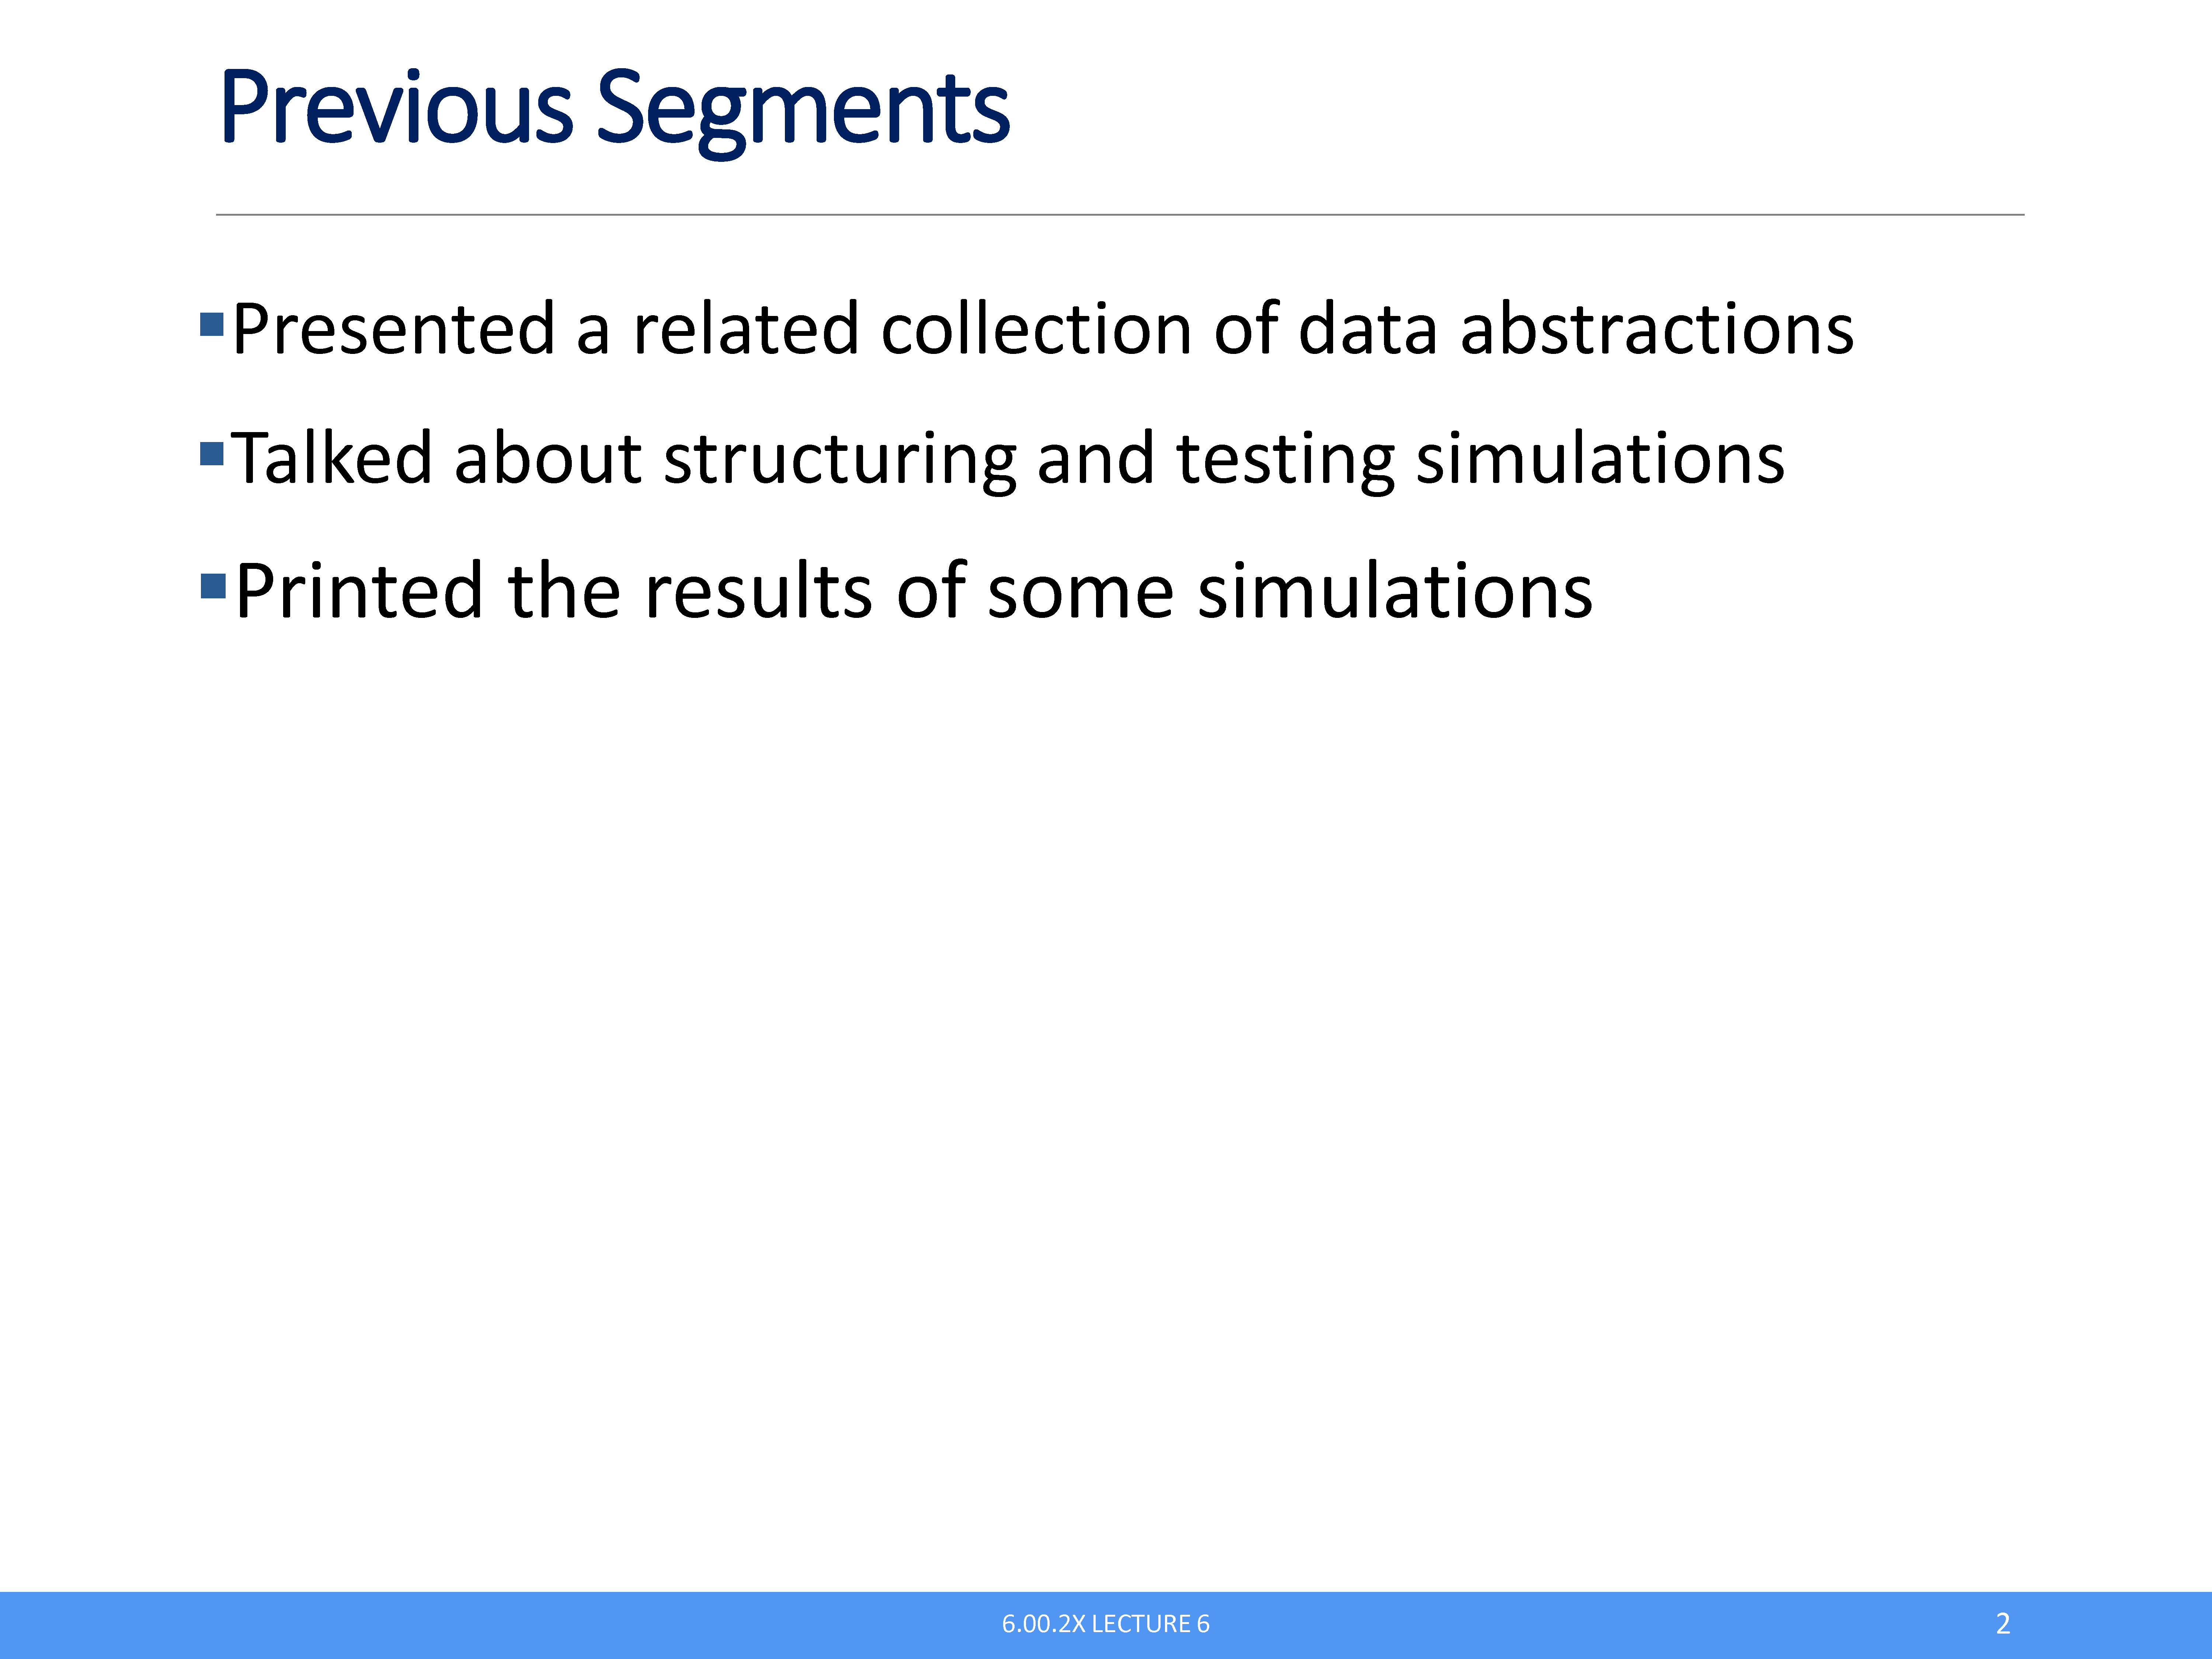 Previous Segments
▪Presented a related collection of data abstractions
▪Talked about structuring and testing simulations
▪Printed the results of some simulations
6.00.2X LECTURE 6
2